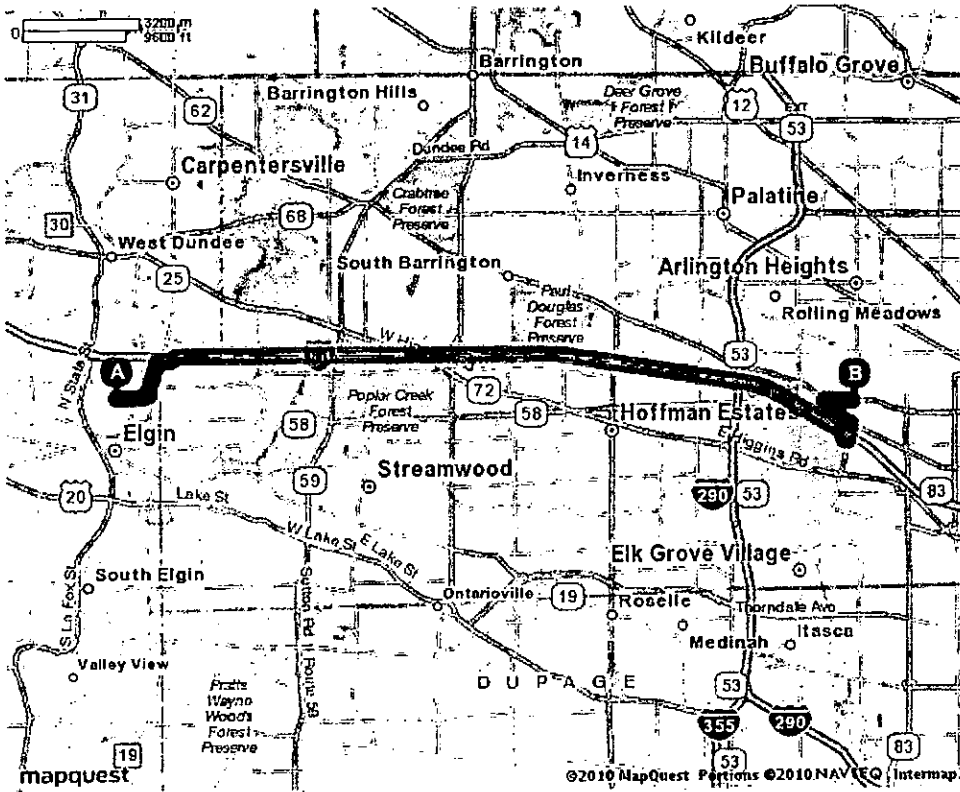 3200 m
0
9600 ft
Kildeer
Barrington
Buffalo Grove
31
62
Barrington Hills
Deer Grove
Forest
Preserve
12
EXT
53
14
Dundee Rd
Carpentersville
Inverness
Crabtree
Forest
Preserve
Palatine
30
68
West Dundee
South Barrington
Arlington Heights
25
Paul
Douglas
Forest
Preserve
Rolling Meadows
N State St
53
A
B
72
Poplar Creek
Forest
Preserve
58
58
Hoffman Estates
Elgin
E Higgins Rd
Streamwood
59
20
Lake St
290
53
83
W Lake St
E Lake St
Elk Grove Village
South Elgin
S La Fox St
Sutton Rd
Ontarioville
19
Roselle
Thorndale Ave
Itasca
Medinah
Valley View
Route 59
DUPAGE
53
Pratts
Wayne
Woods
Forest
Preserve
355
290
83
19
53
mapquest
©2010 MapQuest Portions ©2010 NAVTEQ Intermap